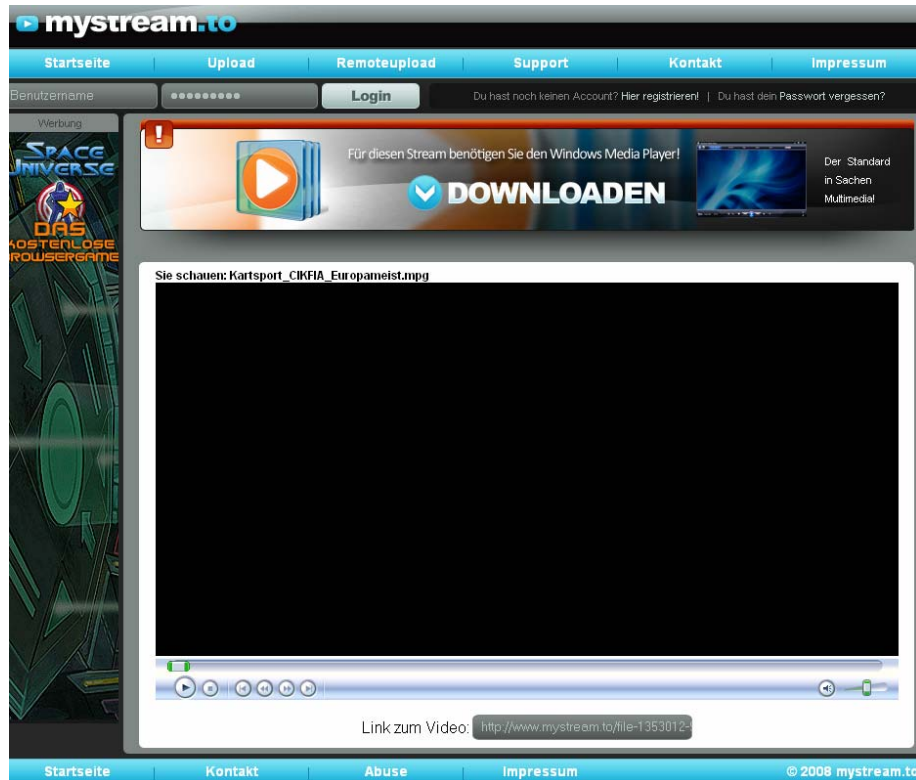 mystream.to
Startseite Upload Remoteupload Support Kontakt Impressum
Benutzername Login Du hast noch keinen Account? Hier registrieren! | Du hast dein Passwort vergessen?
Werbung
SPACE
UNIVERSE
DAS
KOSTENLOSE
BROWSERGAME
!
Für diesen Stream benötigen Sie den Windows Media Player!
DOWNLOADEN
Der Standard
in Sachen
Multimedia!
Sie schauen: Kartsport_CIKFIA_Europameist.mpg
Link zum Video: http://www.mystream.to/file-1353012-
Startseite Kontakt Abuse Impressum © 2008 mystream.to